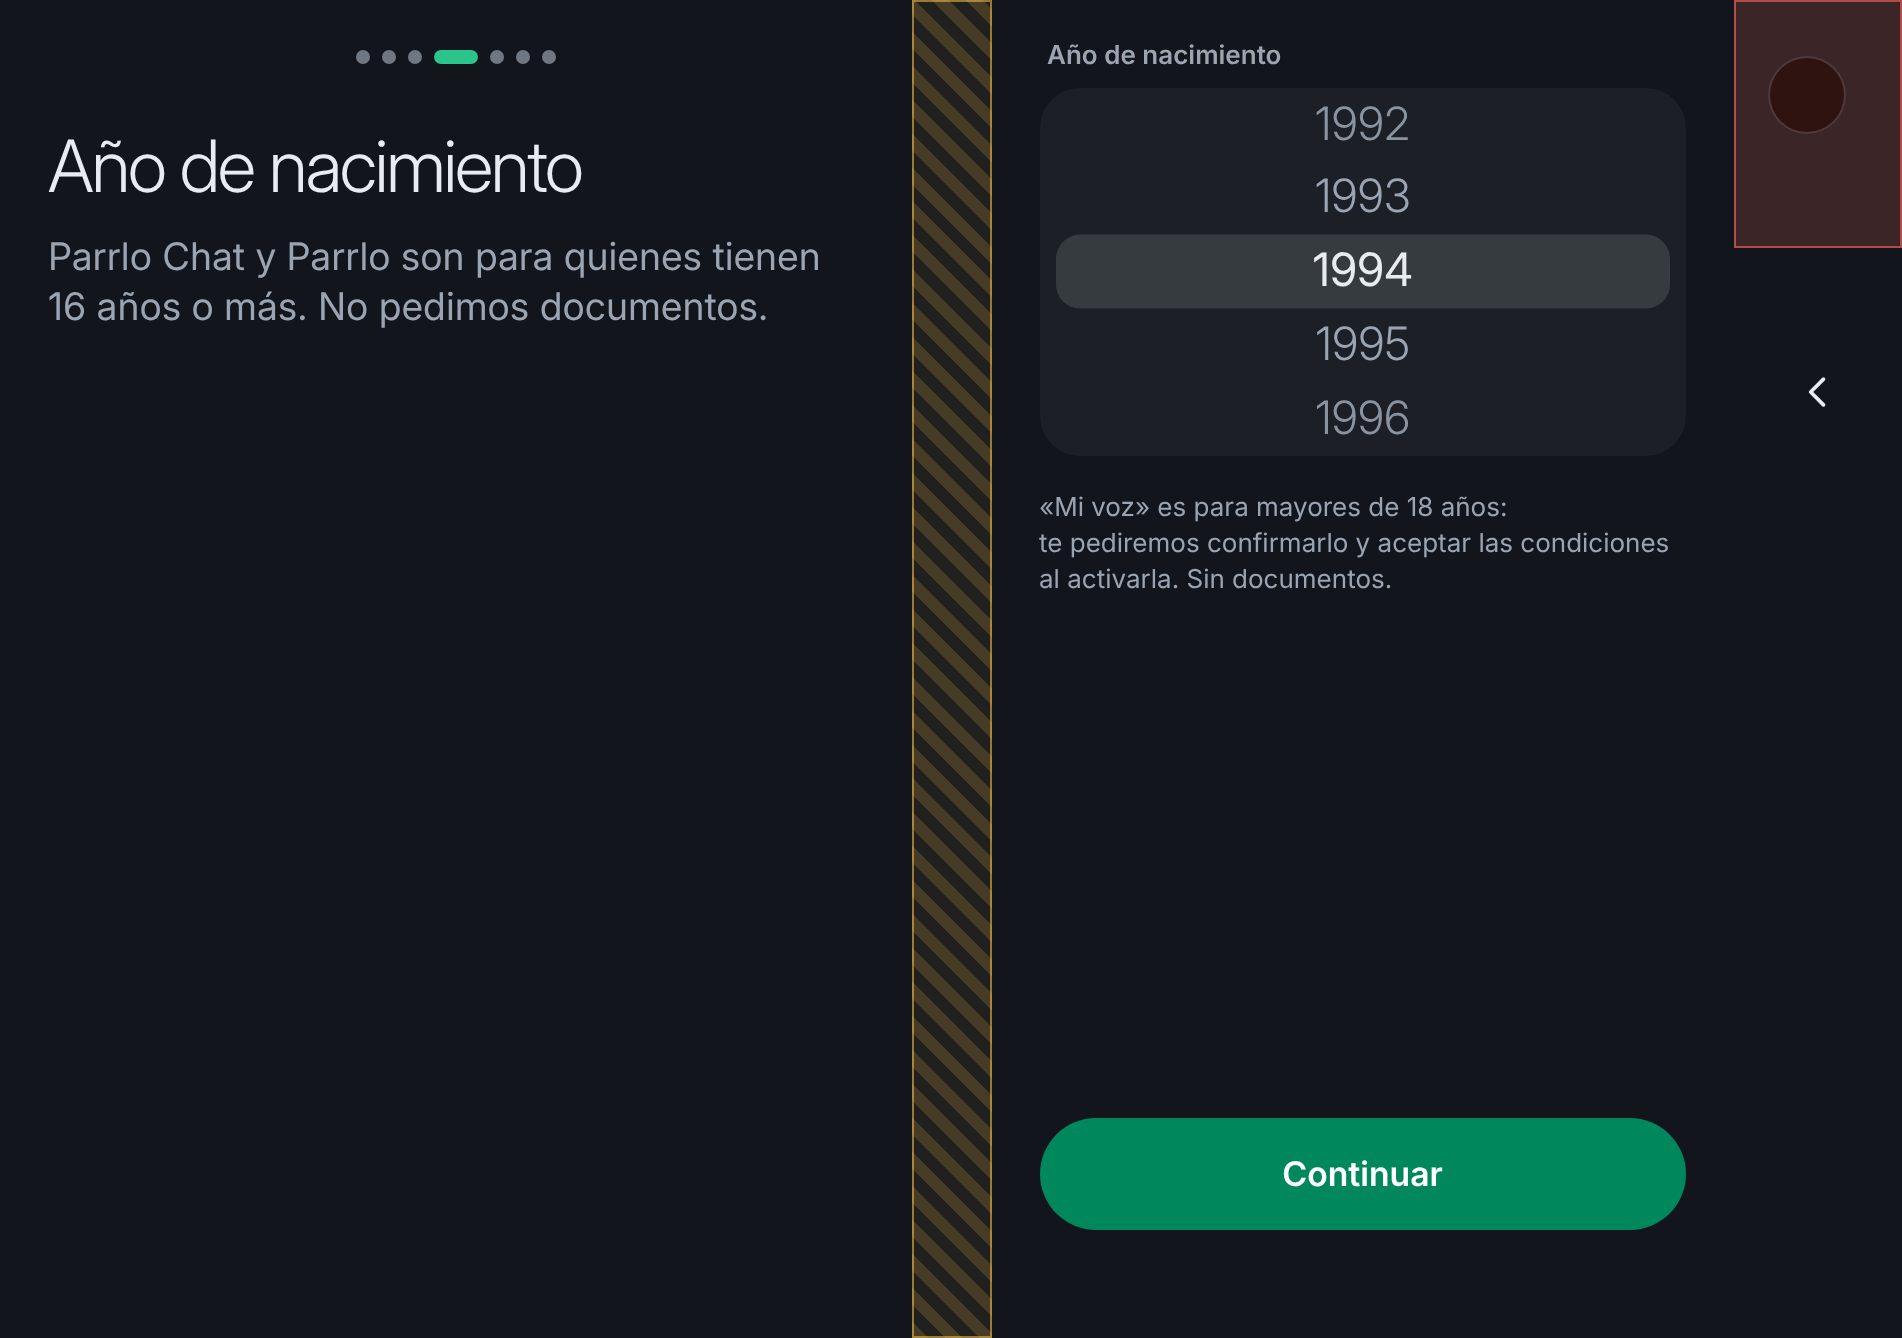 Año de nacimiento
Parrlo Chat y Parrlo son para quienes tienen
16 años o más. No pedimos documentos.
Año de nacimiento
1992
1993
1994
1995
1996
«Mi voz» es para mayores de 18 años:
te pediremos confirmarlo y aceptar las condiciones
al activarla. Sin documentos.
Continuar